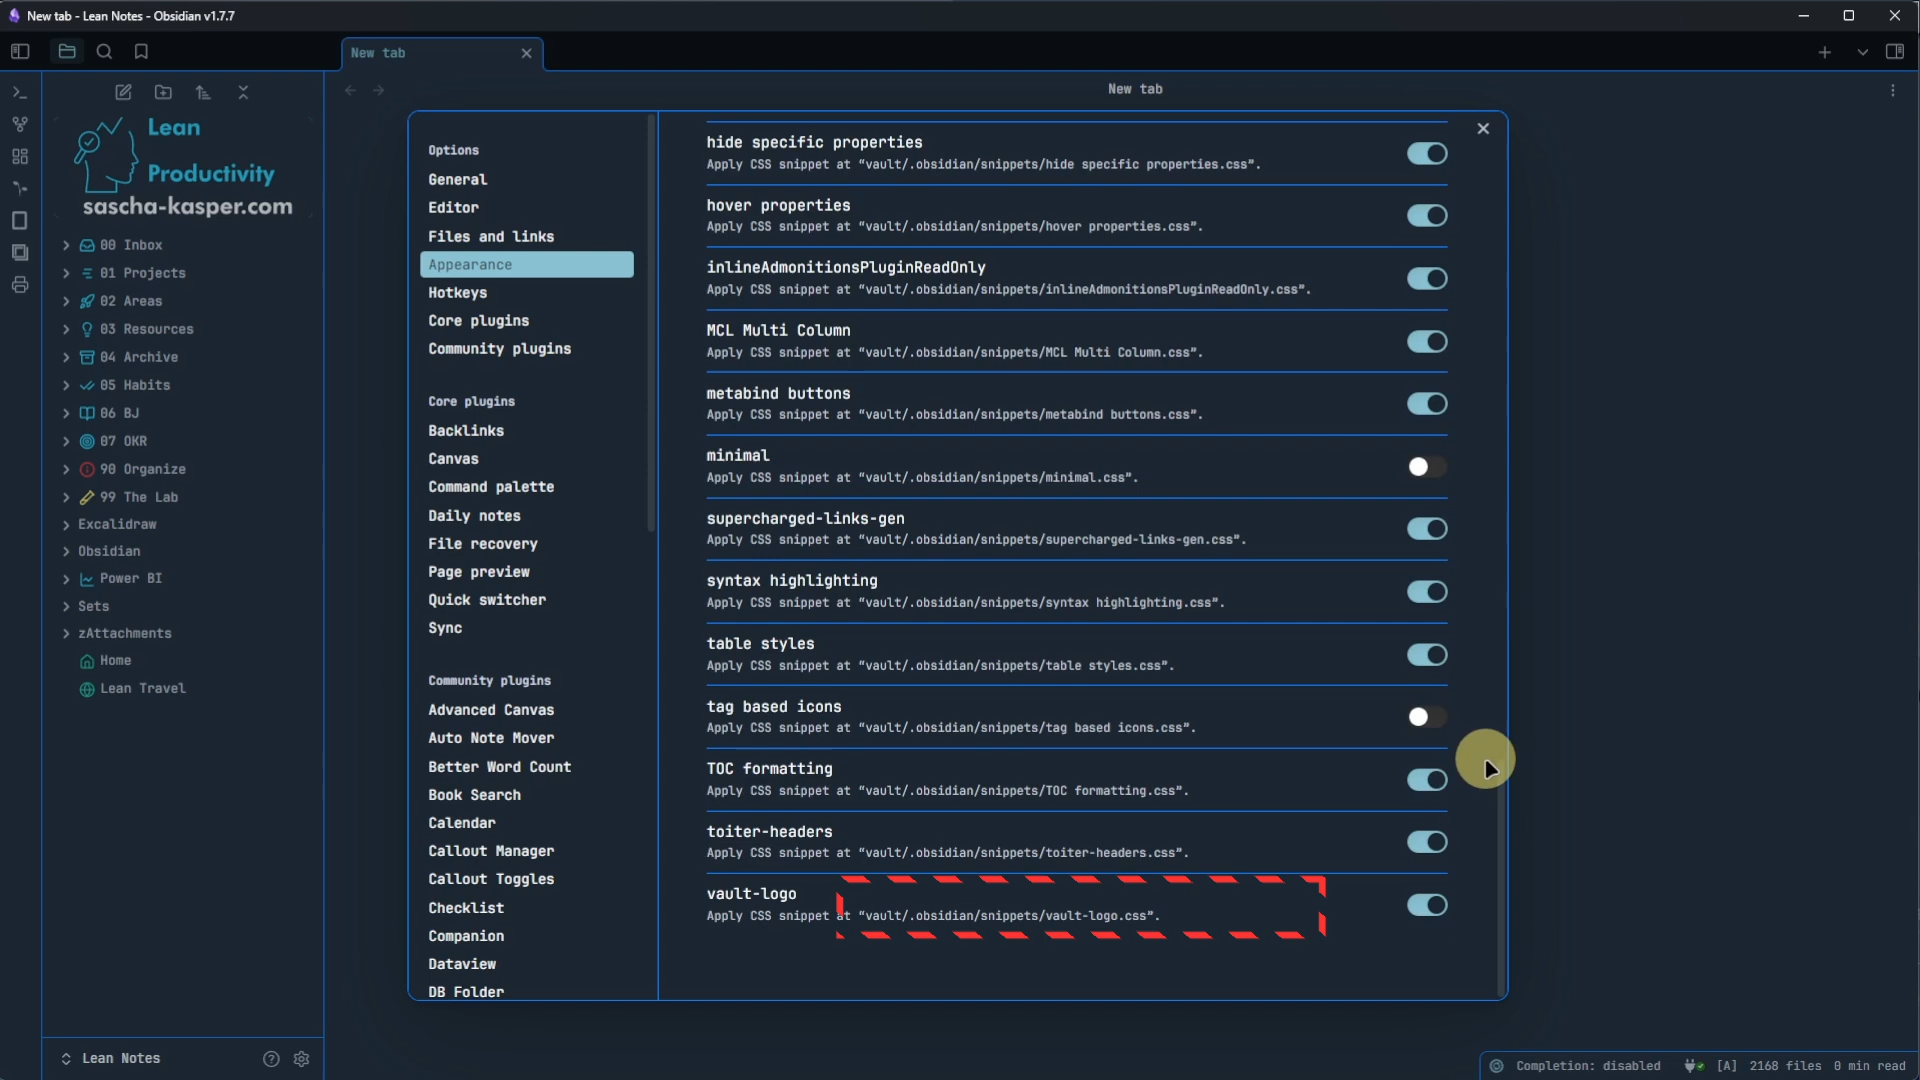 New tab - Lean Notes - Obsidian v1.7.7
New tab
New tab
Lean
Productivity
sascha-kasper.com
00 Inbox
01 Projects
02 Areas
03 Resources
04 Archive
05 Habits
06 BJ
07 OKR
90 Organize
99 The Lab
Excalidraw
Obsidian
Power BI
Sets
zAttachments
Home
Lean Travel
Lean Notes
Options
General
Editor
Files and links
Appearance
Hotkeys
Core plugins
Community plugins
Core plugins
Backlinks
Canvas
Command palette
Daily notes
File recovery
Page preview
Quick switcher
Sync
Community plugins
Advanced Canvas
Auto Note Mover
Better Word Count
Book Search
Calendar
Callout Manager
Callout Toggles
Checklist
Companion
Dataview
DB Folder
hide specific properties
Apply CSS snippet at “vault/.obsidian/snippets/hide specific properties.css”.
hover properties
Apply CSS snippet at “vault/.obsidian/snippets/hover properties.css”.
inlineAdmonitionsPluginReadOnly
Apply CSS snippet at “vault/.obsidian/snippets/inlineAdmonitionsPluginReadOnly.css”.
MCL Multi Column
Apply CSS snippet at “vault/.obsidian/snippets/MCL Multi Column.css”.
metabind buttons
Apply CSS snippet at “vault/.obsidian/snippets/metabind buttons.css”.
minimal
Apply CSS snippet at “vault/.obsidian/snippets/minimal.css”.
supercharged-links-gen
Apply CSS snippet at “vault/.obsidian/snippets/supercharged-links-gen.css”.
syntax highlighting
Apply CSS snippet at “vault/.obsidian/snippets/syntax highlighting.css”.
table styles
Apply CSS snippet at “vault/.obsidian/snippets/table styles.css”.
tag based icons
Apply CSS snippet at “vault/.obsidian/snippets/tag based icons.css”.
TOC formatting
Apply CSS snippet at “vault/.obsidian/snippets/TOC formatting.css”.
toiter-headers
Apply CSS snippet at “vault/.obsidian/snippets/toiter-headers.css”.
vault-logo
Apply CSS snippet at “vault/.obsidian/snippets/vault-logo.css”.
Completion: disabled [A] 2168 files 0 min read